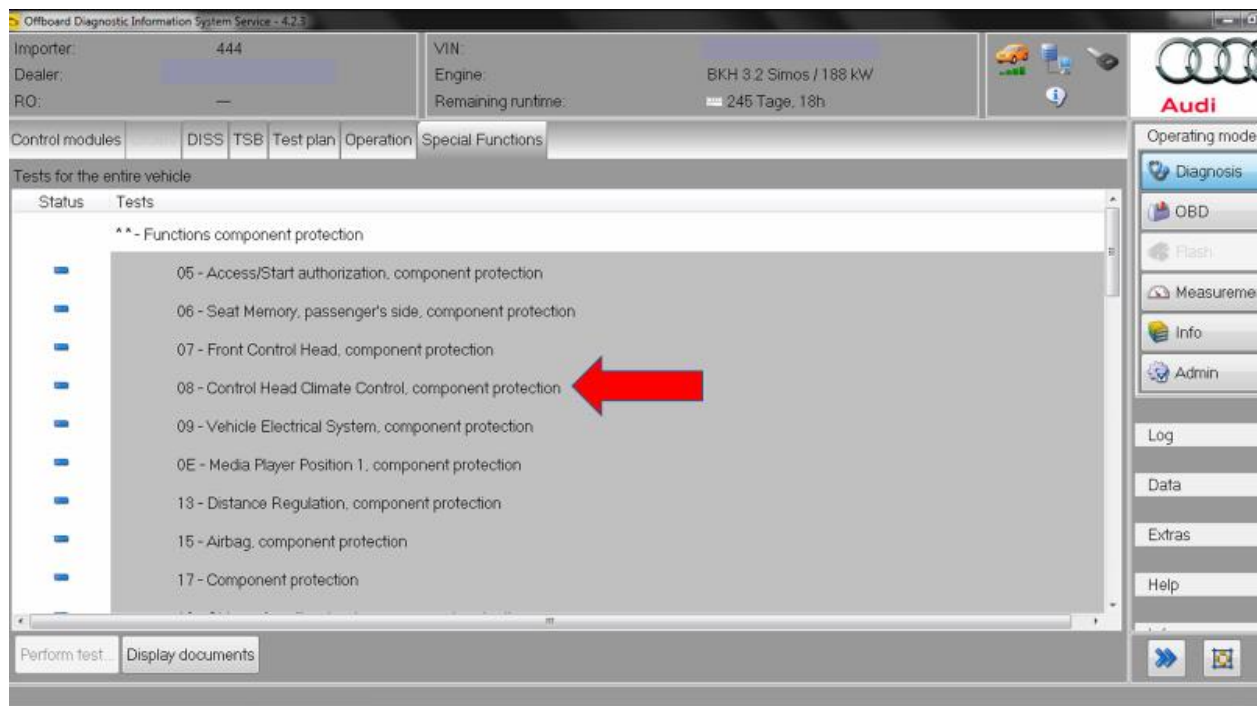 Offboard Diagnostic Information System Service - 4.2.3
Importer: 444
Dealer:
RO: —
VIN:
Engine: BKH 3.2 Simos / 188 kW
Remaining runtime: 245 Tage, 18h
Audi
Control modules DISS TSB Test plan Operation Special Functions
Operating mode
Tests for the entire vehicle
Diagnosis
Status Tests
OBD
^^- Functions component protection
Flash
05 - Access/Start authorization, component protection
Measureme
06 - Seat Memory, passenger's side, component protection
Info
07 - Front Control Head, component protection
Admin
08 - Control Head Climate Control, component protection
09 - Vehicle Electrical System, component protection
Log
0E - Media Player Position 1, component protection
Data
13 - Distance Regulation, component protection
Extras
15 - Airbag, component protection
17 - Component protection
Help
Perform test... Display documents